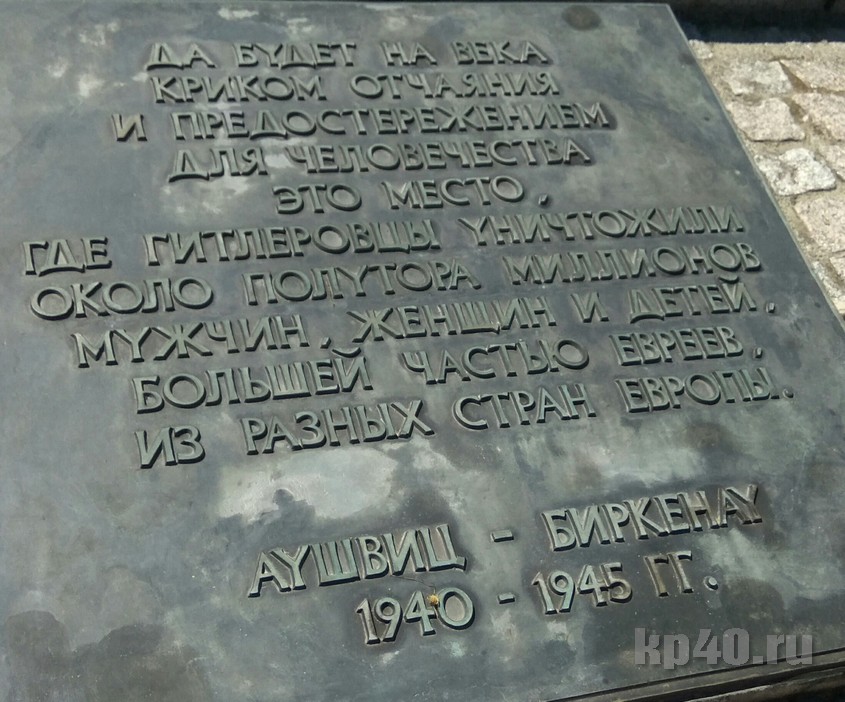 ДА БУДЕТ НА ВЕКА
КРИКОМ ОТЧАЯНИЯ
И ПРЕДОСТЕРЕЖЕНИЕМ
ДЛЯ ЧЕЛОВЕЧЕСТВА
ЭТО МЕСТО,
ГДЕ ГИТЛЕРОВЦЫ УНИЧТОЖИЛИ
ОКОЛО ПОЛУТОРА МИЛЛИОНОВ
МУЖЧИН, ЖЕНЩИН И ДЕТЕЙ,
БОЛЬШЕЙ ЧАСТЬЮ ЕВРЕЕВ,
ИЗ РАЗНЫХ СТРАН ЕВРОПЫ.
АУШВИЦ - БИРКЕНАУ
1940 - 1945 ГГ.
kp40.ru